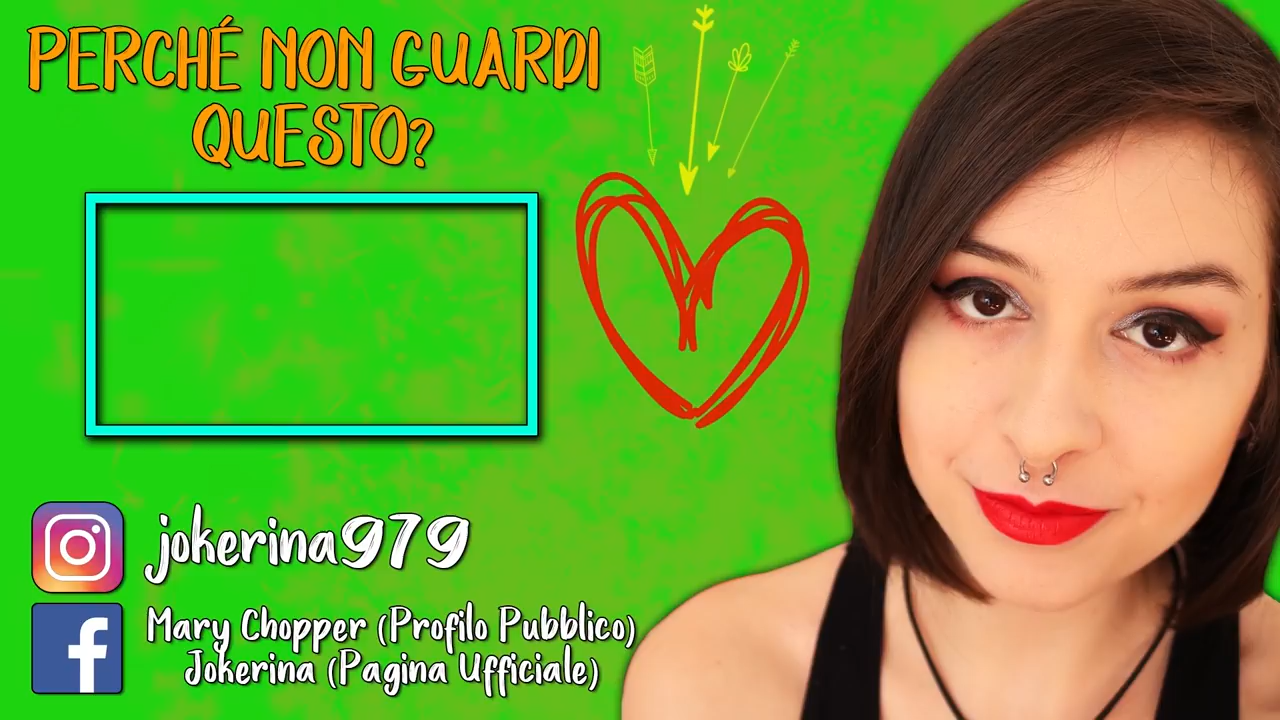 PERCHÉ NON GUARDI
QUESTO?
jokerina979
Mary Chopper (Profilo Pubblico)
Jokerina (Pagina Ufficiale)